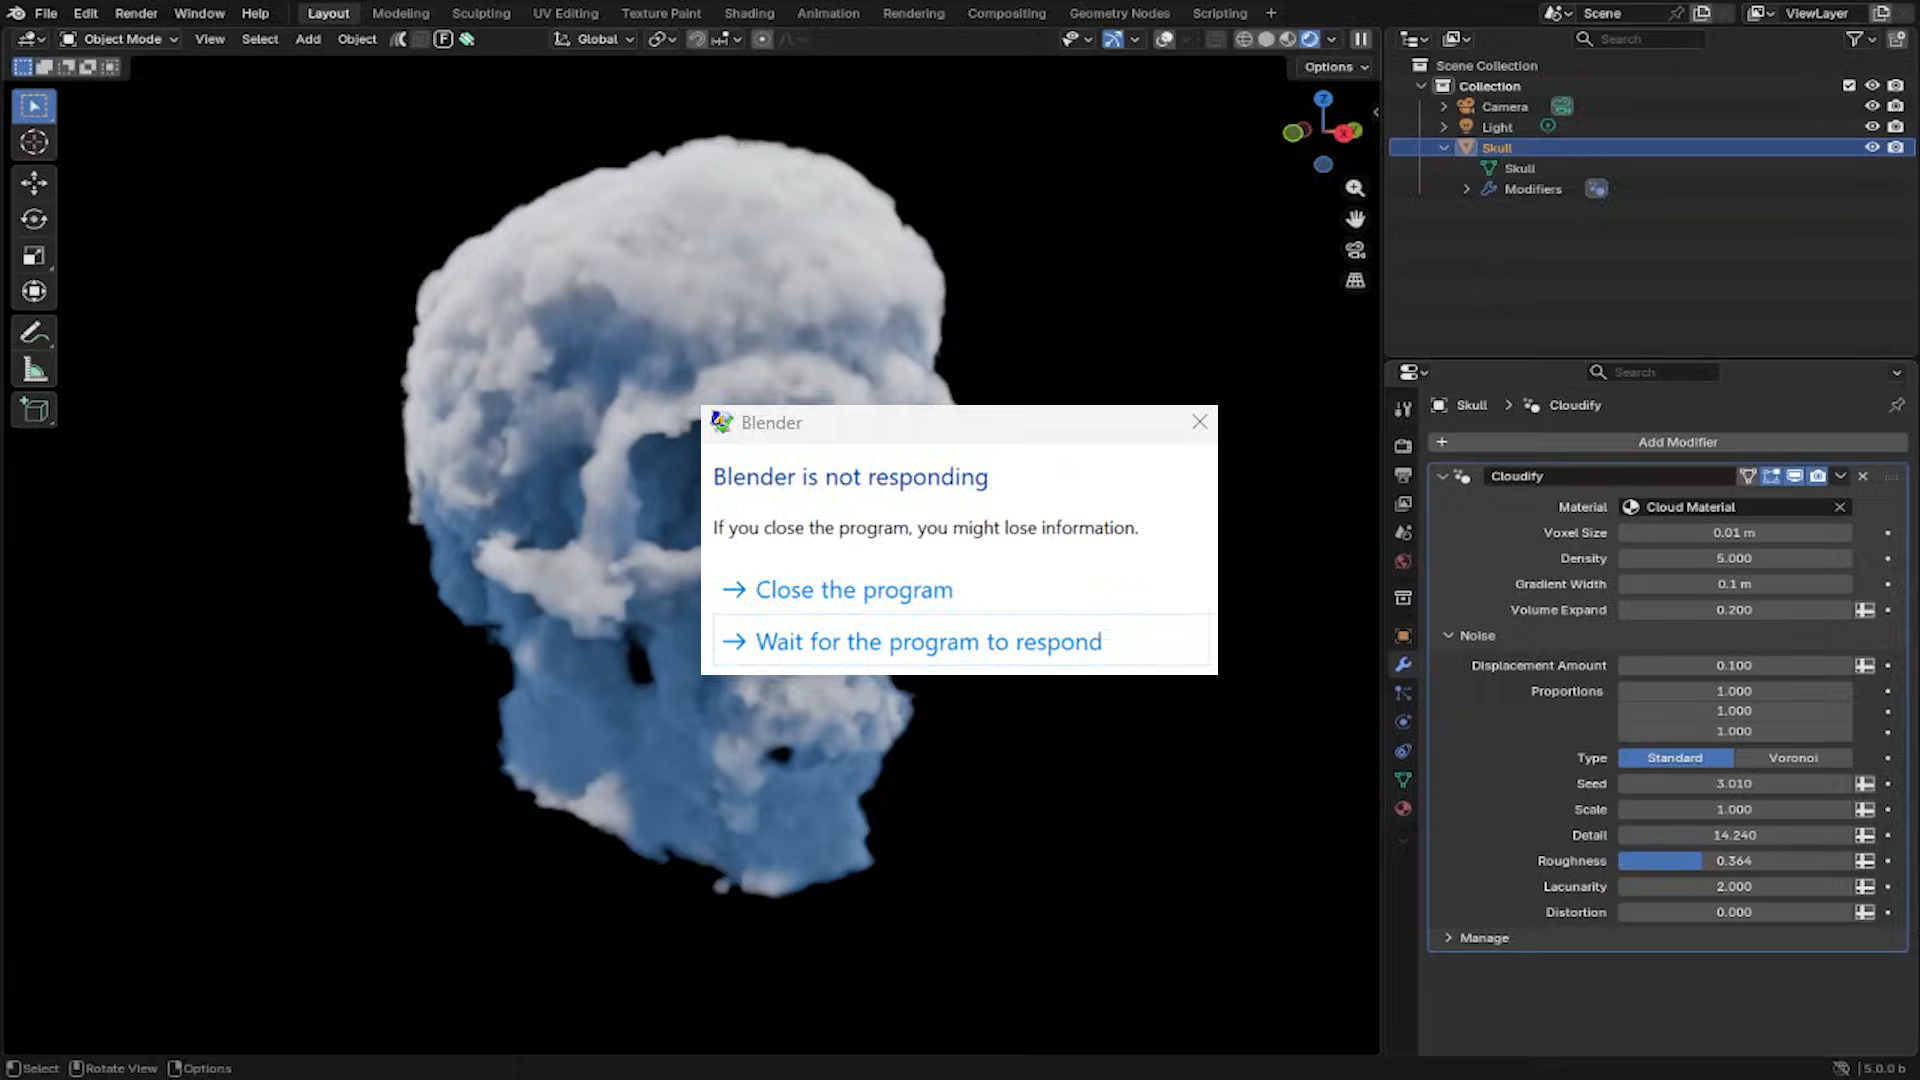 File Edit Render Window Help Layout Modeling Sculpting UV Editing Texture Paint Shading Animation Rendering Compositing Geometry Nodes Scripting + Scene ViewLayer
Object Mode View Select Add Object F Global Search
Options
Scene Collection
Collection
Camera
Light
Skull
Skull
Modifiers
Search
Skull > Cloudify
+ Add Modifier
Cloudify
Material Cloud Material
Voxel Size 0.01 m
Density 5.000
Gradient Width 0.1 m
Volume Expand 0.200
Noise
Displacement Amount 0.100
Proportions 1.000
1.000
1.000
Type Standard Voronoi
Seed 3.010
Scale 1.000
Detail 14.240
Roughness 0.364
Lacunarity 2.000
Distortion 0.000
Manage
Z
X
Y
Blender
Blender is not responding
If you close the program, you might lose information.
→ Close the program
→ Wait for the program to respond
Select Rotate View Options 5.0.0 b